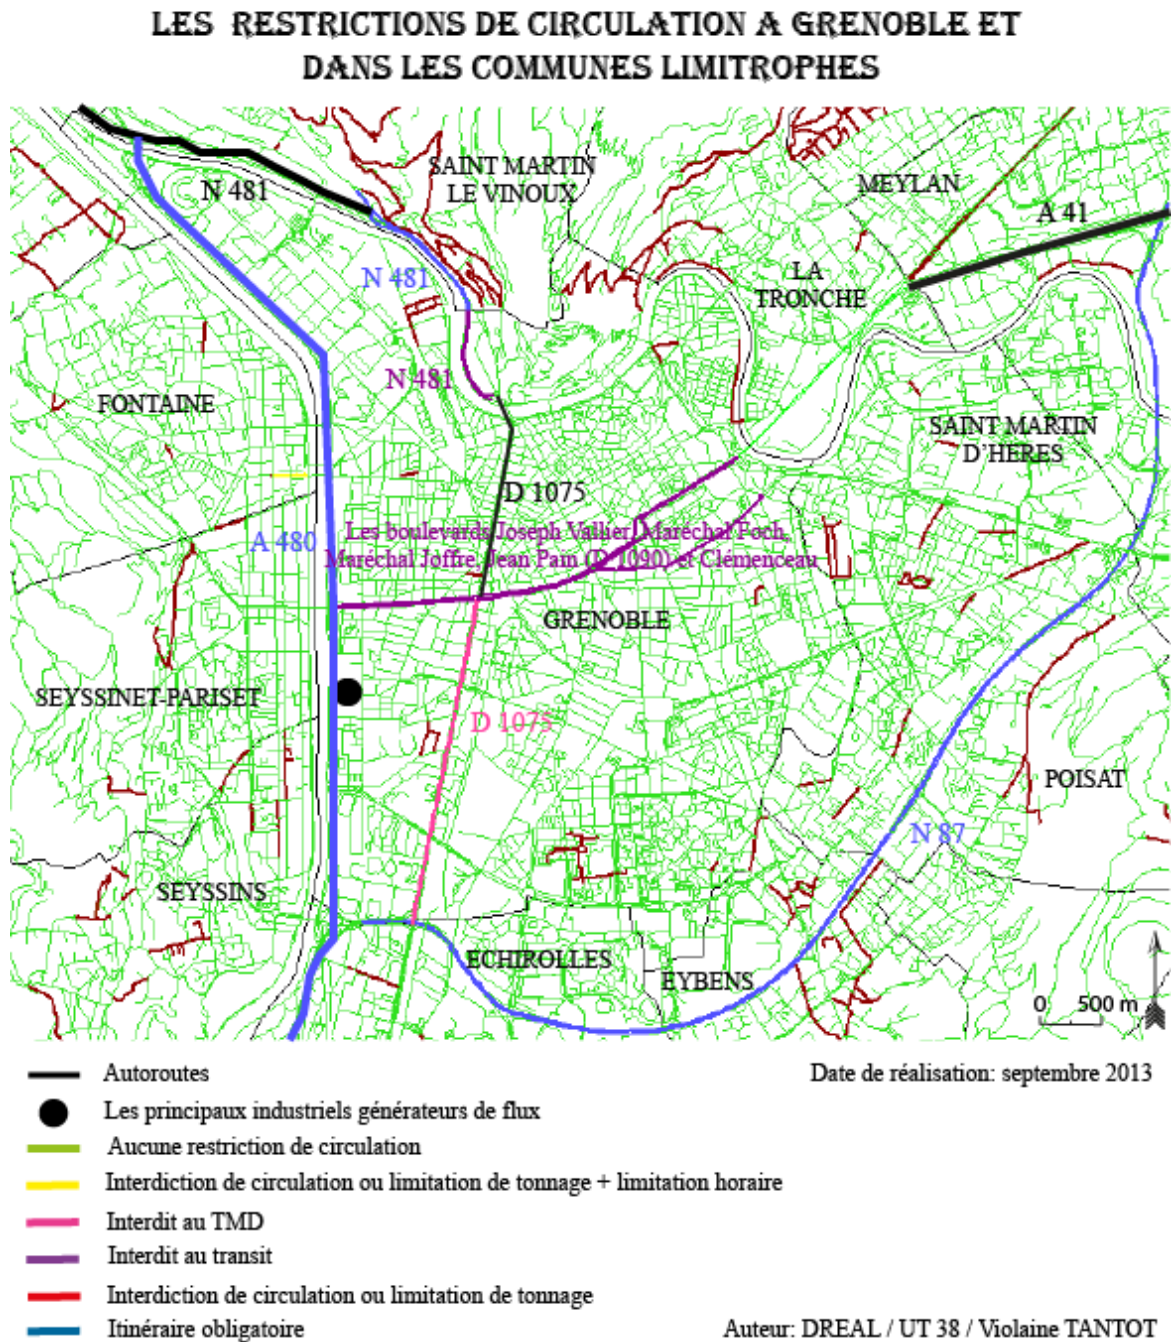 LES RESTRICTIONS DE CIRCULATION A GRENOBLE ET
DANS LES COMMUNES LIMITROPHES
SAINT MARTIN
LE VINOUX
MEYLAN
N 481
A 41
N 481
LA
TRONCHE
N 481
FONTAINE
SAINT MARTIN
D'HERES
D 1075
A 480
Les boulevards Joseph Vallier, Maréchal Foch,
Maréchal Joffre, Jean Pain (D 1090) et Clémenceau
GRENOBLE
SEYSSINET-PARISET
D 1075
POISAT
N 87
SEYSSINS
ECHIROLLES
EYBENS
0 500 m
Autoroutes
Date de réalisation: septembre 2013
Les principaux industriels générateurs de flux
Aucune restriction de circulation
Interdiction de circulation ou limitation de tonnage + limitation horaire
Interdit au TMD
Interdit au transit
Interdiction de circulation ou limitation de tonnage
Itinéraire obligatoire
Auteur: DREAL / UT 38 / Violaine TANTOT